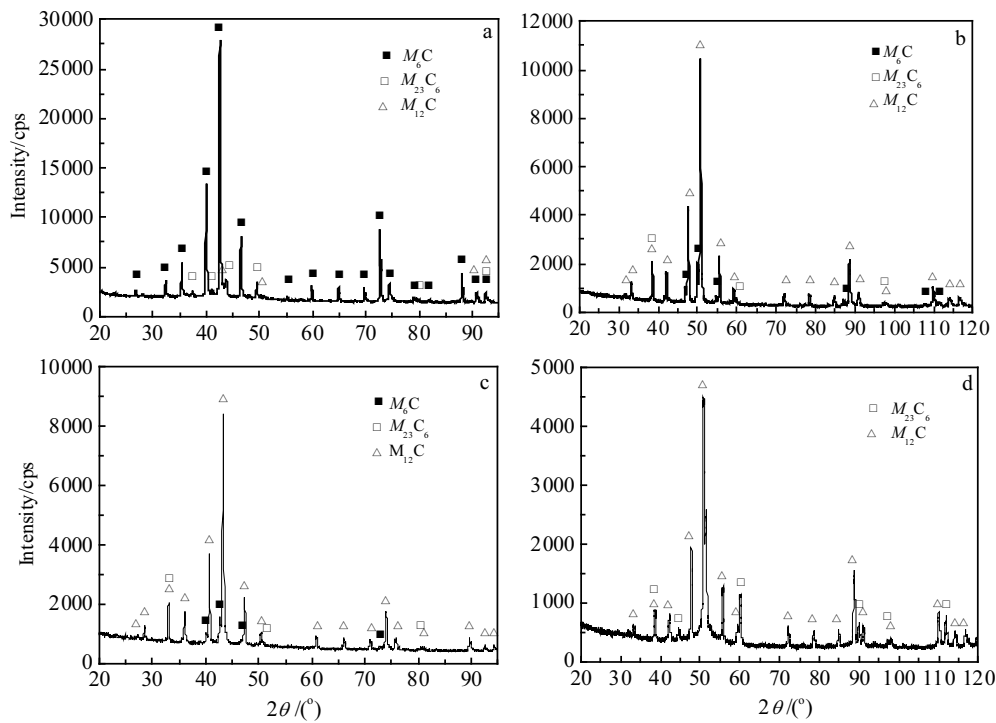 a
30000
25000
20000
15000
10000
5000
0
20 30 40 50 60 70 80 90
Intensity/cps
■ M₆C
□ M₂₃C₆
△ M₁₂C
b
12000
10000
8000
6000
4000
2000
0
20 30 40 50 60 70 80 90 100 110 120
■ M₆C
□ M₂₃C₆
△ M₁₂C
c
10000
8000
6000
4000
2000
0
20 30 40 50 60 70 80 90
Intensity/cps
2θ /(°)
■ M₆C
□ M₂₃C₆
△ M₁₂C
d
5000
4000
3000
2000
1000
0
20 30 40 50 60 70 80 90 100 110 120
2θ /(°)
□ M₂₃C₆
△ M₁₂C